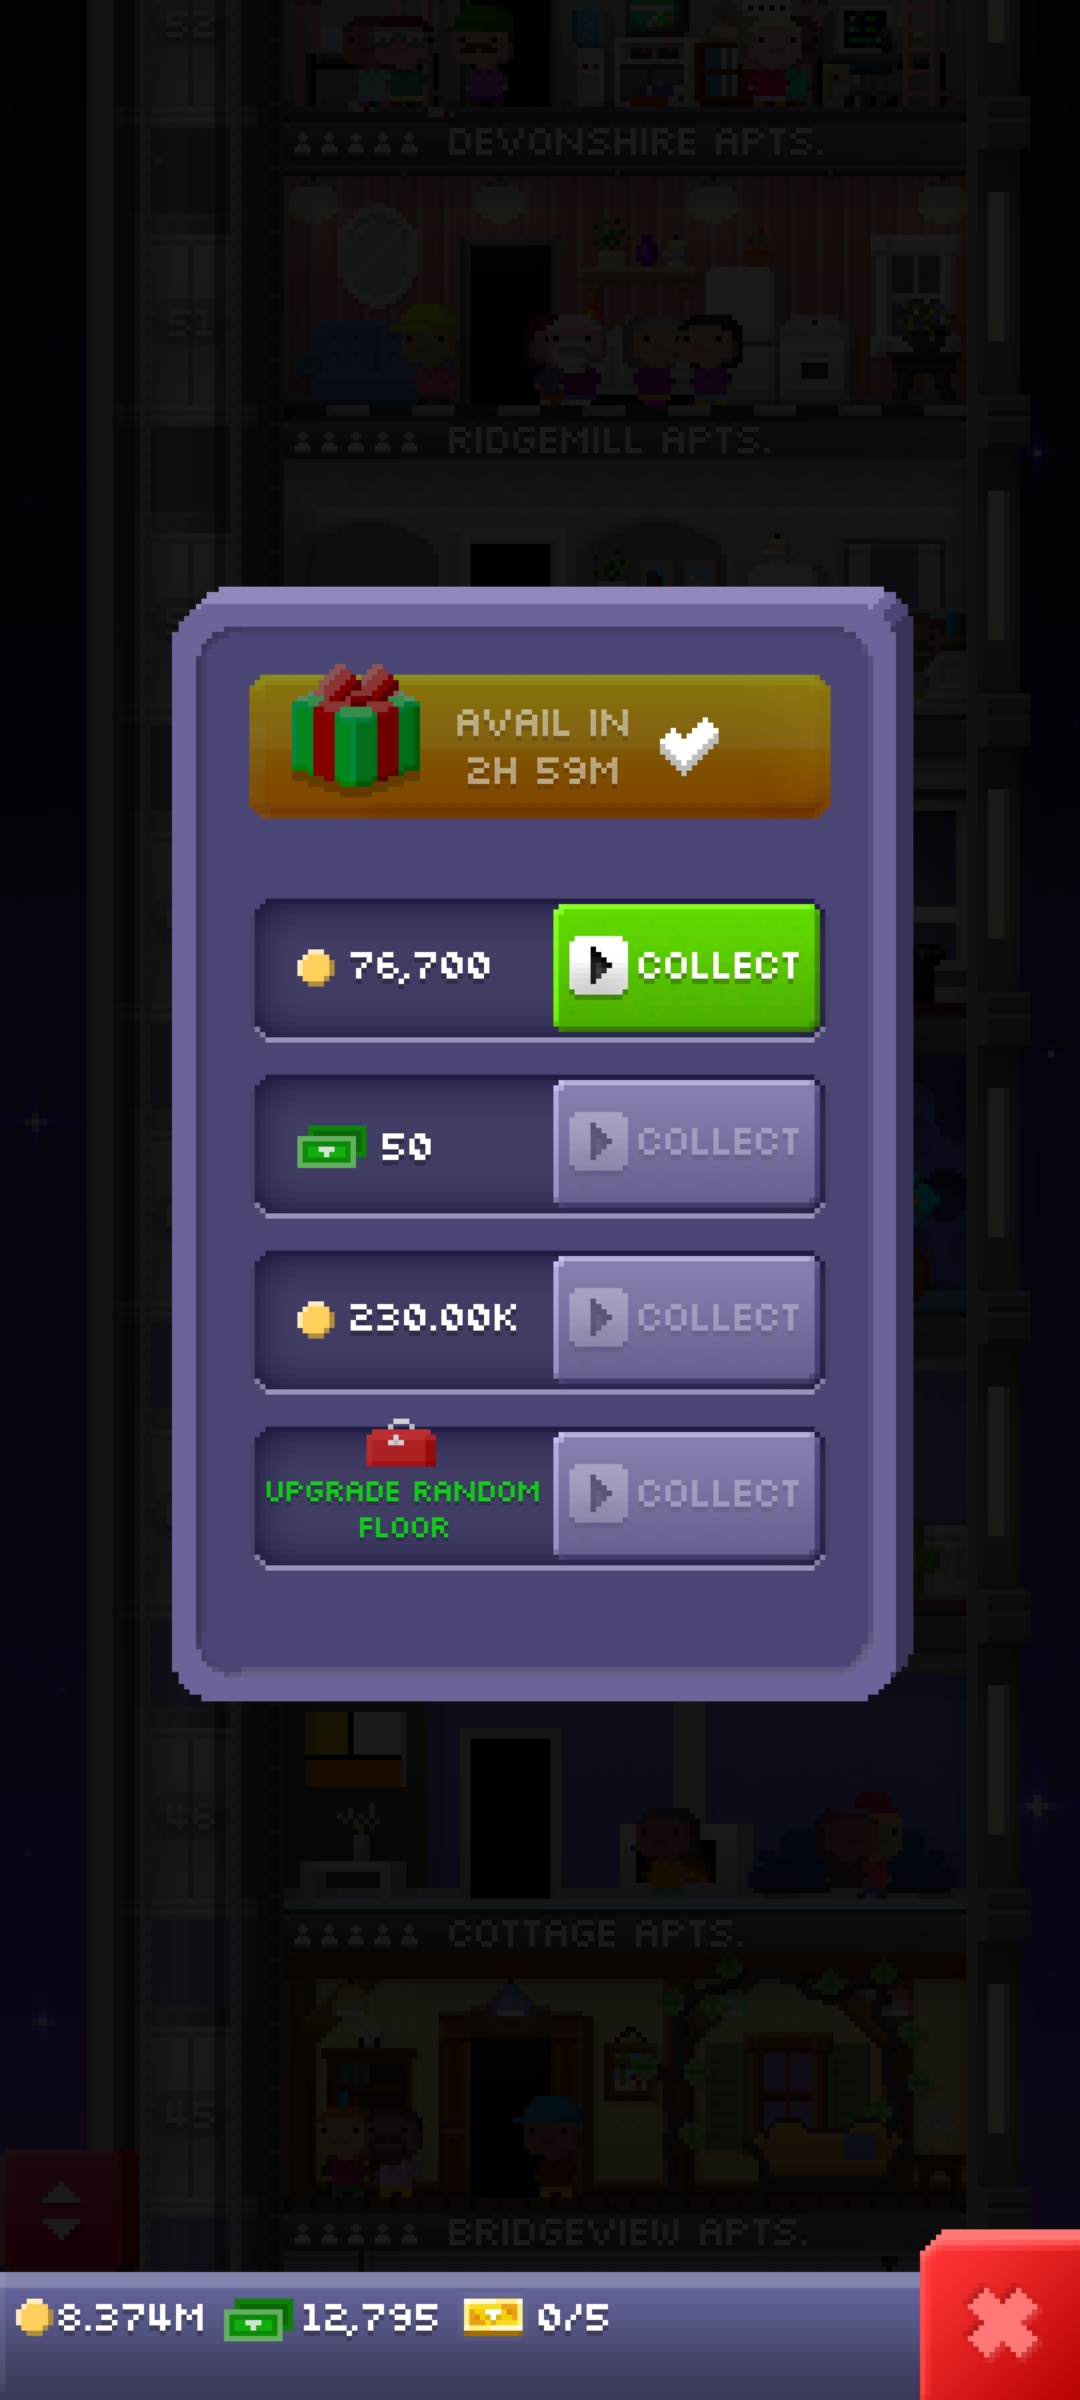 52
DEVONSHIRE APTS.
51
RIDGEMILL APTS.
AVAIL IN
2H 59M
76,700
COLLECT
50
COLLECT
230.00K
COLLECT
UPGRADE RANDOM
FLOOR
COLLECT
46
COTTAGE APTS.
45
BRIDGEVIEW APTS.
8.374M
12,795
0/5